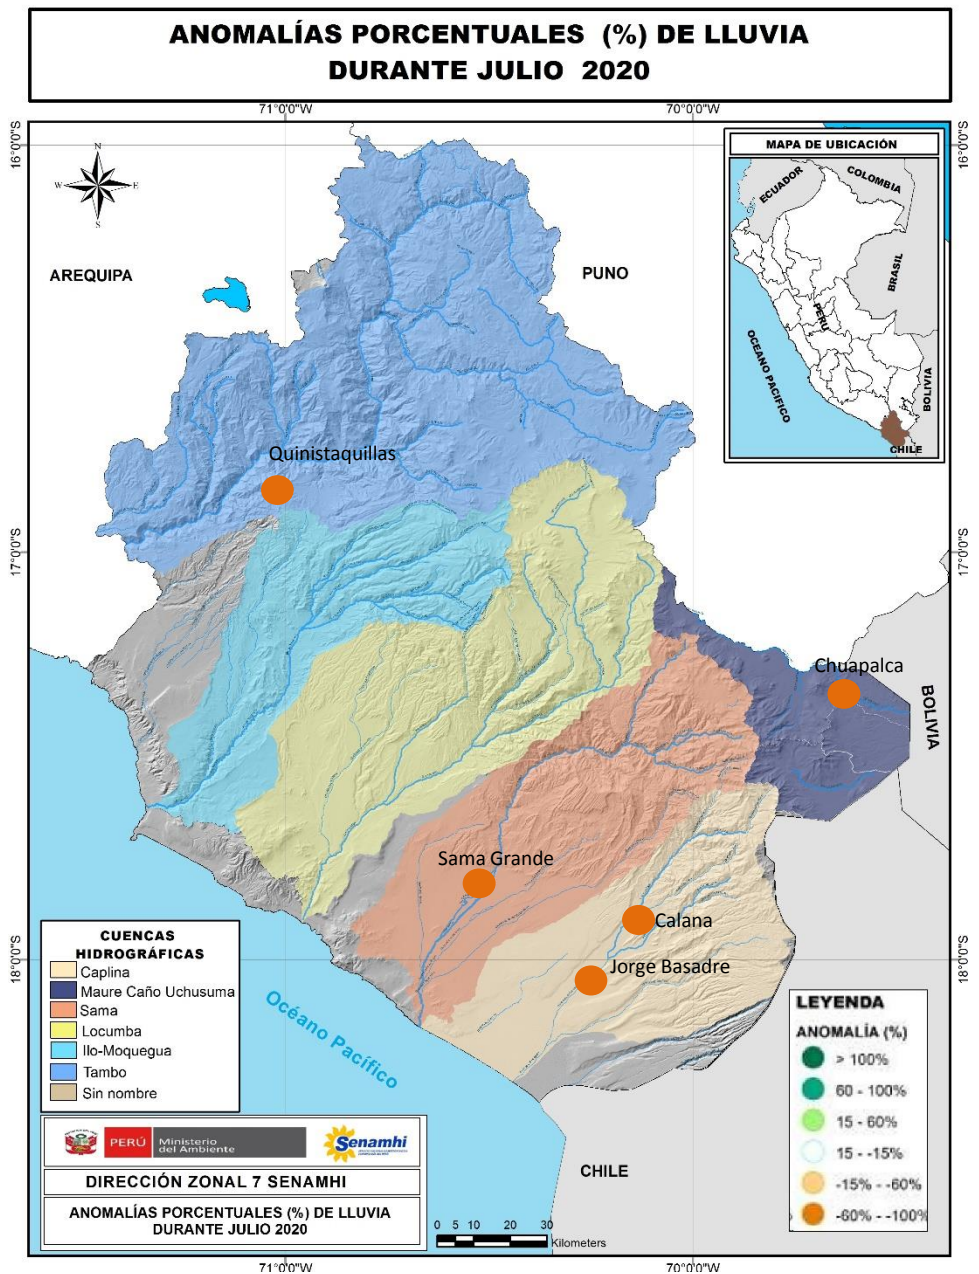 ANOMALÍAS PORCENTUALES (%) DE LLUVIA
DURANTE JULIO 2020
71°0'0"W
70°0'0"W
16°0'0"S
16°0'0"S
N
W
E
S
MAPA DE UBICACIÓN
ECUADOR
COLOMBIA
BRASIL
PERU
OCEANO PACIFICO
BOLIVIA
CHILE
AREQUIPA
PUNO
Quinistaquillas
17°0'0"S
17°0'0"S
Chuapalca
BOLIVIA
Sama Grande
Calana
Jorge Basadre
18°0'0"S
18°0'0"S
Océano Pacífico
CUENCAS
HIDROGRÁFICAS
Caplina
Maure Caño Uchusuma
Sama
Locumba
Ilo-Moquegua
Tambo
Sin nombre
LEYENDA
ANOMALÍA (%)
> 100%
60 - 100%
15 - 60%
15 - -15%
-15% - -60%
-60% - -100%
PERÚ
Ministerio
del Ambiente
Senamhi
DIRECCIÓN ZONAL 7 SENAMHI
ANOMALÍAS PORCENTUALES (%) DE LLUVIA
DURANTE JULIO 2020
CHILE
0 5 10 20 30
Kilometers
71°0'0"W
70°0'0"W